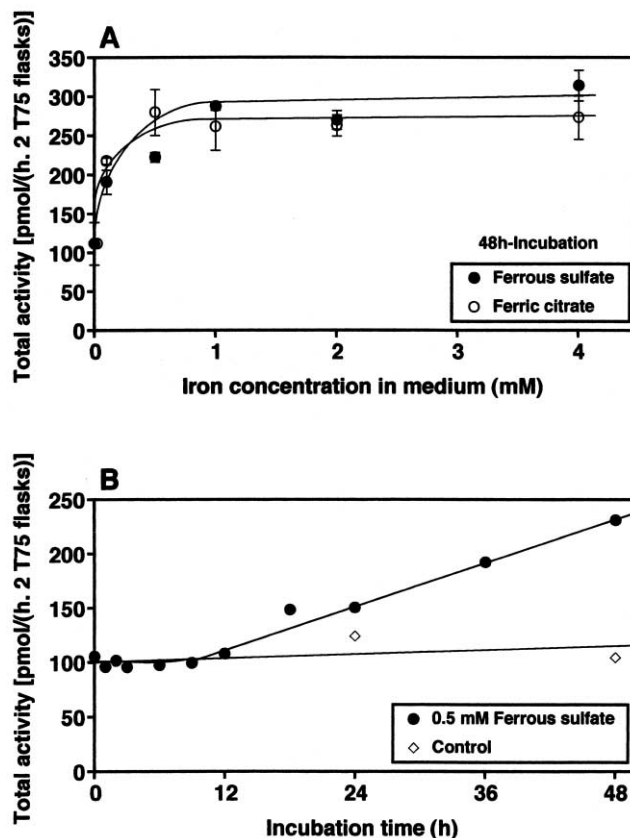 A
Total activity [pmol/(h. 2 T75 flasks)]
350
300
250
200
150
100
50
0
48h-Incubation
Ferrous sulfate
Ferric citrate
0
1
2
3
4
Iron concentration in medium (mM)
B
Total activity [pmol/(h. 2 T75 flasks)]
250
200
150
100
50
0
0.5 mM Ferrous sulfate
Control
0
12
24
36
48
Incubation time (h)